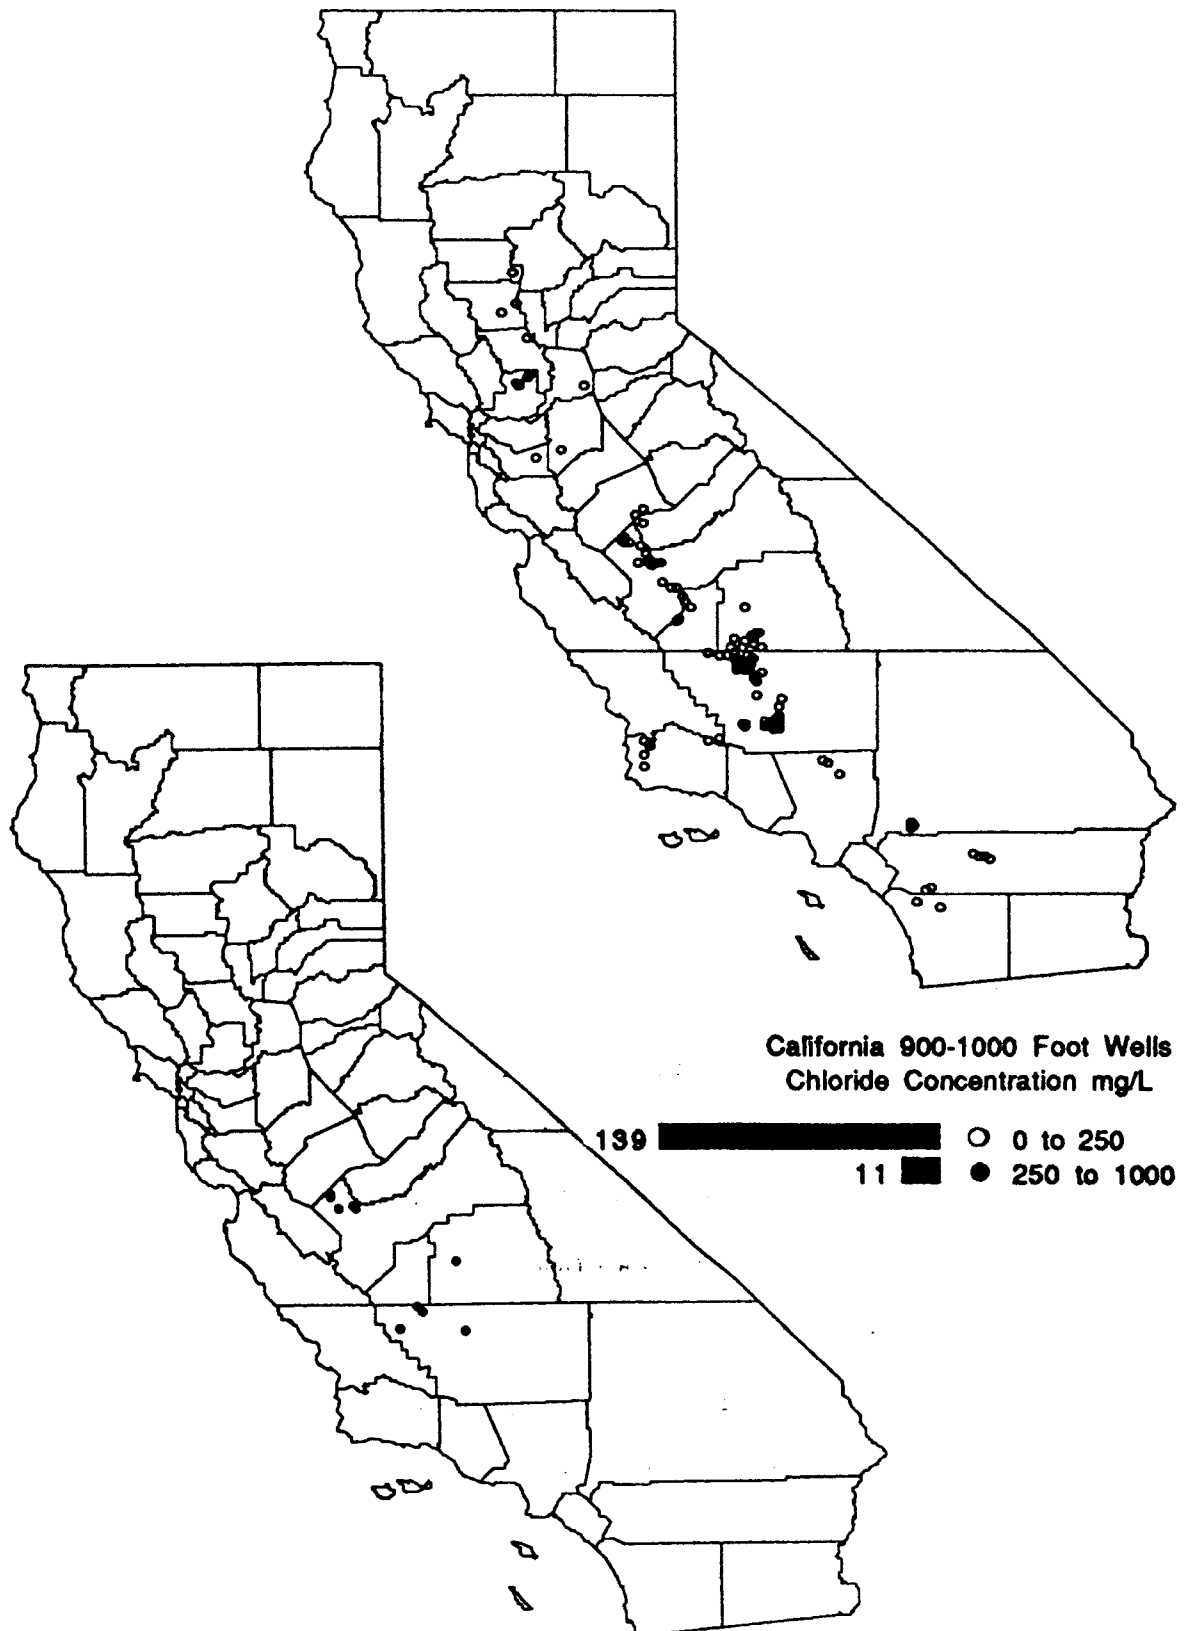 California 900-1000 Foot Wells
Chloride Concentration mg/L
139 0 to 250
11 250 to 1000